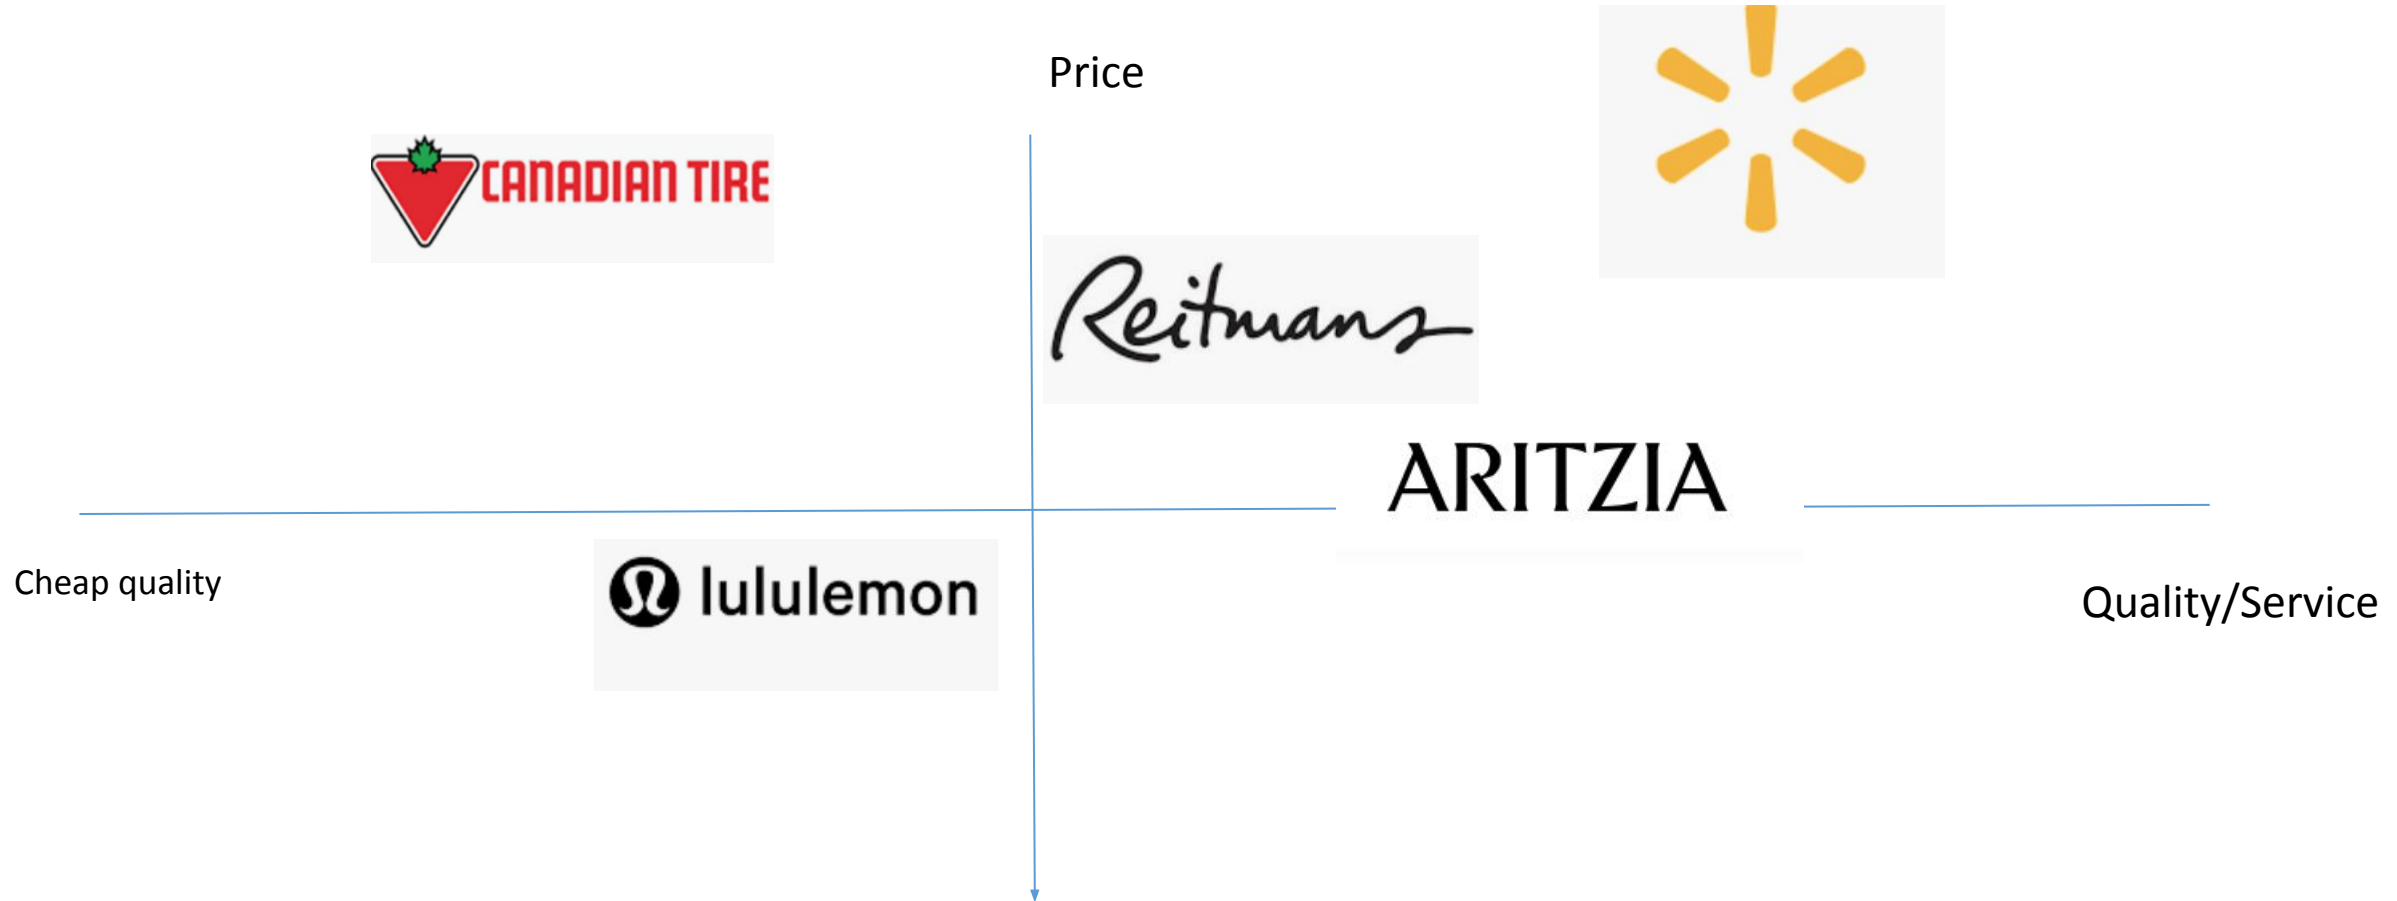 Price
CANADIAN TIRE
Reitmans
ARITZIA
Cheap quality
lululemon
Quality/Service